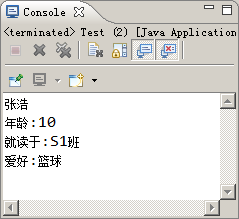 Console
<terminated> Test (2) [Java Application
张浩
年龄:10
就读于:S1班
爱好:篮球